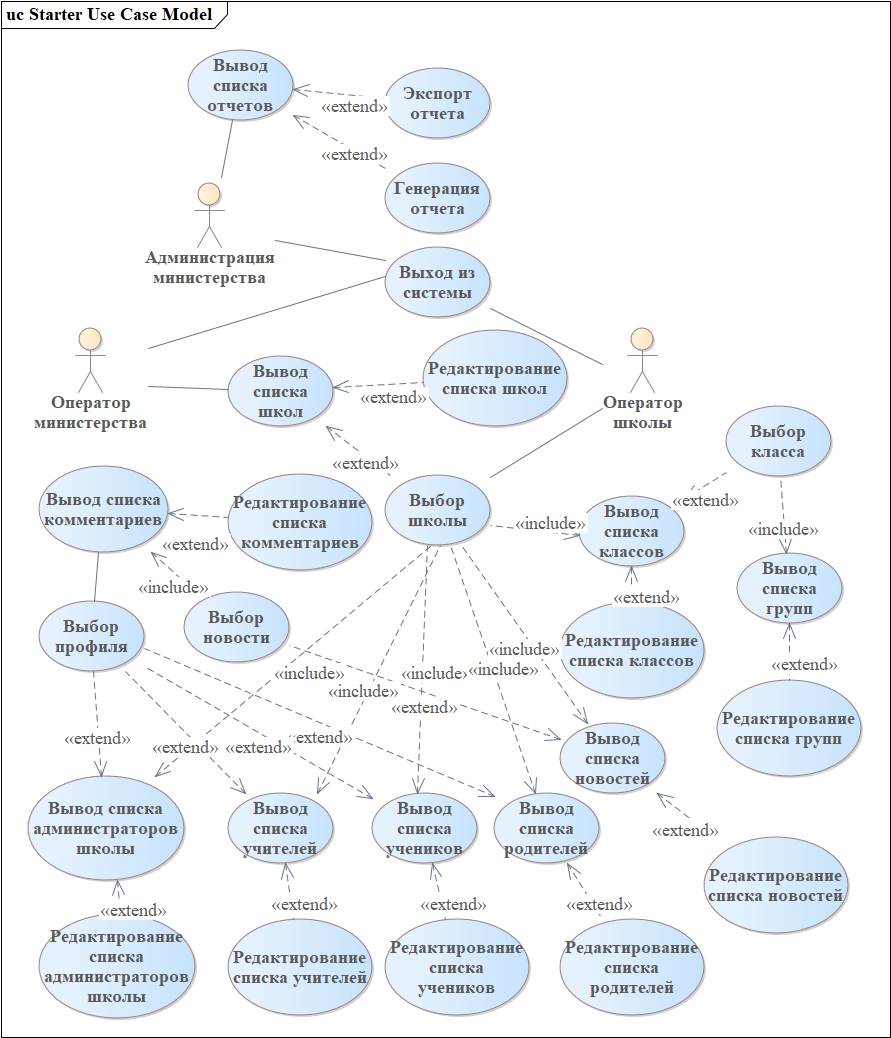 uc Starter Use Case Model
Вывод
списка
отчетов
Экспорт
отчета
«extend»
«extend»
Генерация
отчета
Администрация
министерства
Выход из
системы
Оператор
министерства
Вывод
списка
школ
Редактирование
списка школ
«extend»
Оператор
школы
Выбор
класса
«extend»
Вывод списка
комментариев
Редактирование
списка
комментариев
«extend»
Выбор
школы
«include»
Вывод
списка
классов
«extend»
«include»
«include»
Вывод
списка
групп
«extend»
Выбор
профиля
Выбор
новости
Редактирование
списка классов
«extend»
«include»
«include»
«include»
«include»
«include»
«extend»
Редактирование
списка групп
«extend»
«extend»
«extend»
«extend»
Вывод
списка
новостей
«extend»
Вывод списка
администраторов
школы
Вывод
списка
учителей
Вывод
списка
учеников
Вывод
списка
родителей
Редактирование
списка новостей
«extend»
«extend»
«extend»
«extend»
Редактирование
списка
администраторов
школы
Редактирование
списка учителей
Редактирование
списка
учеников
Редактирование
списка
родителей